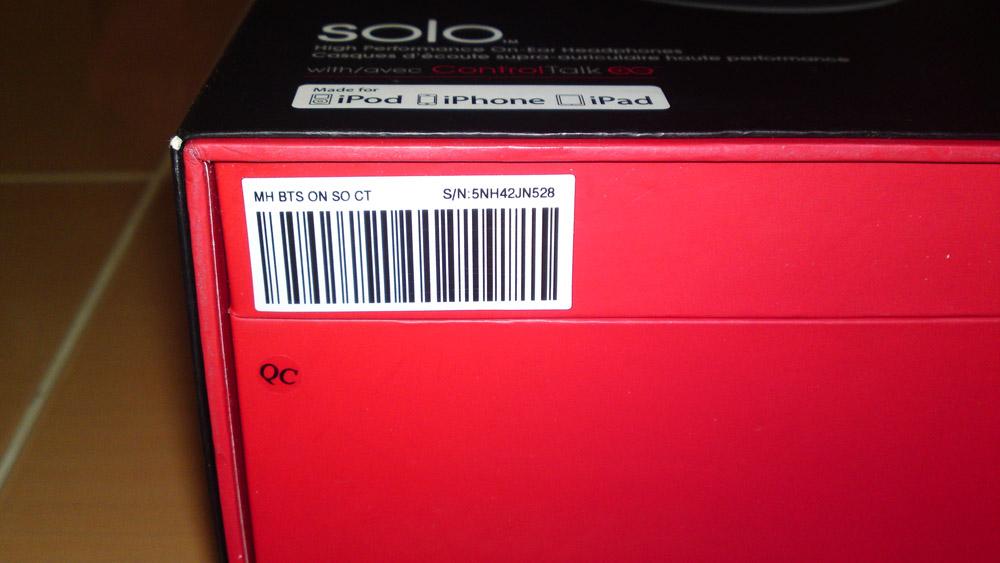 solo™
High Performance On-Ear Headphones
Casques d'écoute supra-auriculaire haute performance
with/avec ControlTalk
Made for
iPod iPhone iPad
MH BTS ON SO CT S/N:5NH42JN528
QC